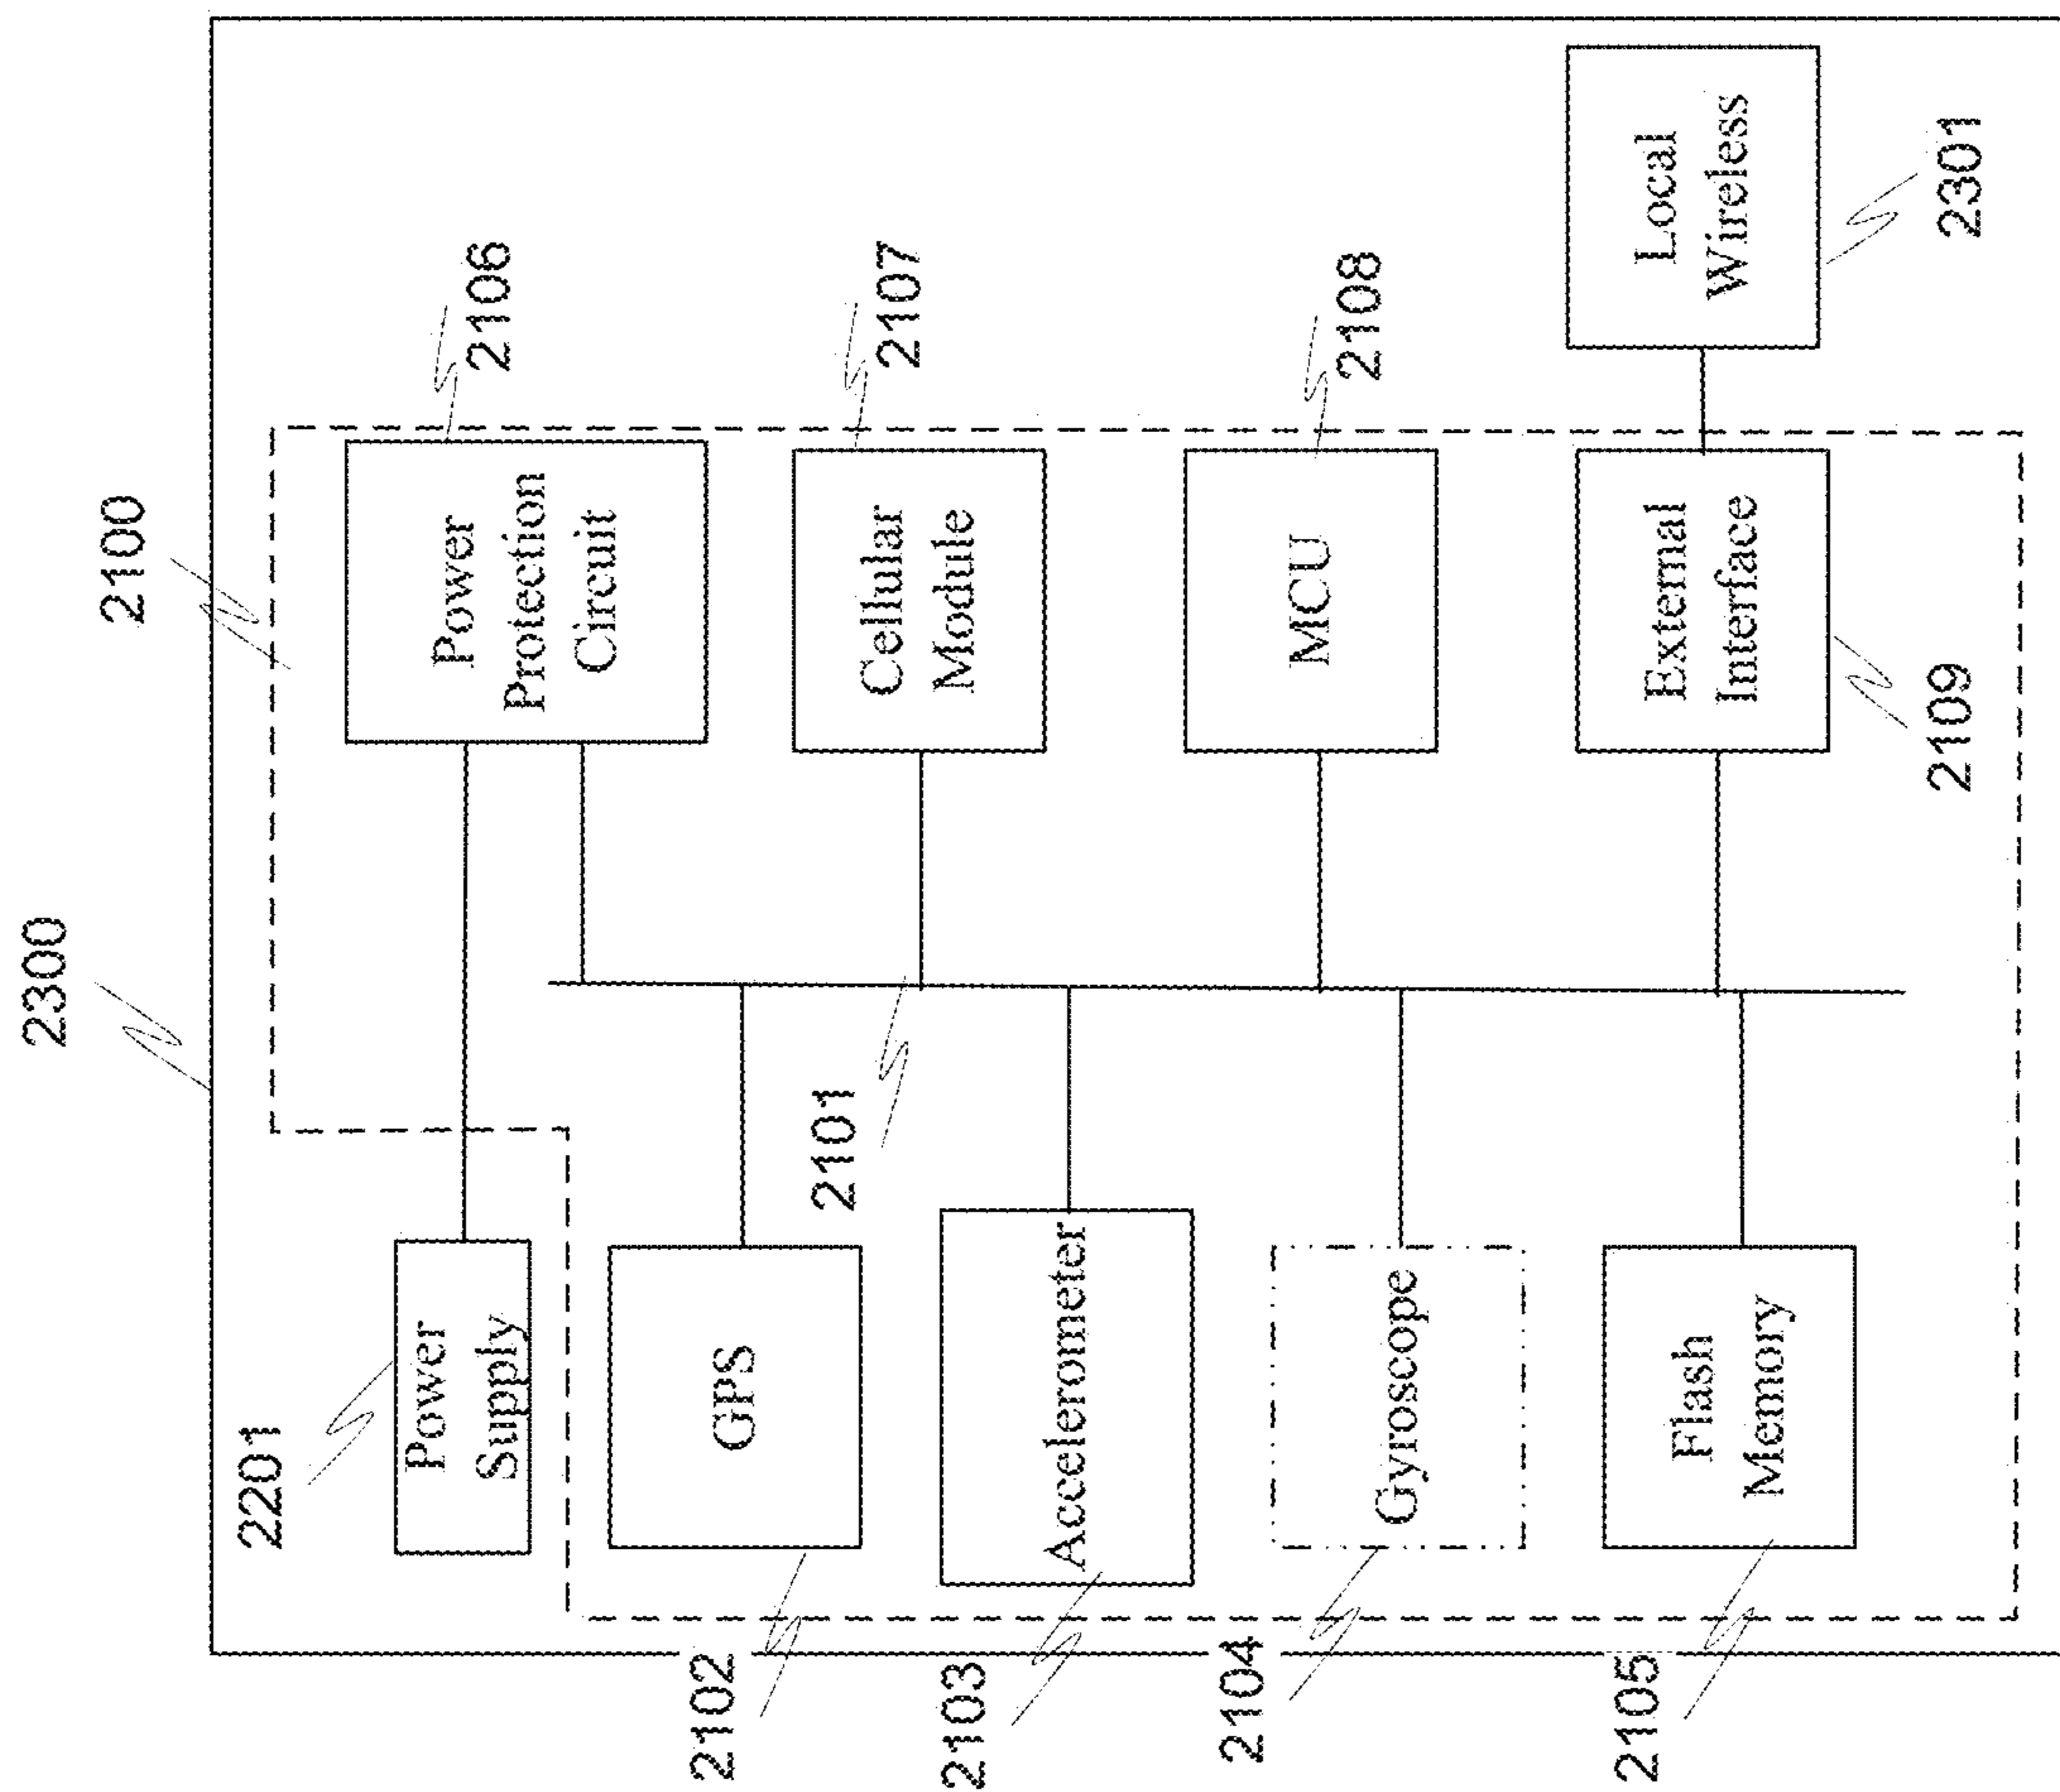 2300
2100
2201
Power
Supply
Power
Protection
Circuit
2106
2102
GPS
2101
Cellular
Module
2107
2103
Accelerometer
MCU
2108
2104
Gyroscope
External
Interface
2109
Local
Wireless
2301
2105
Flash
Memory